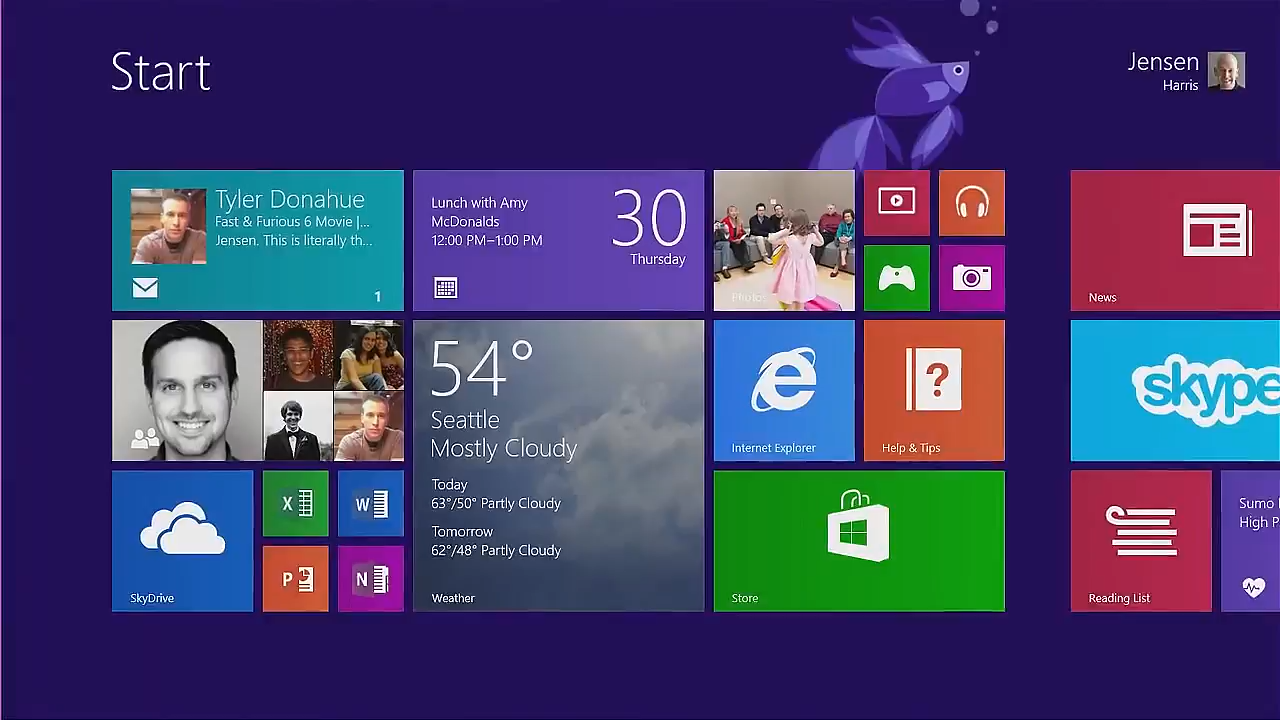 Start
Jensen
Harris
Tyler Donahue
Fast & Furious 6 Movie |...
Jensen. This is literally th...
1
Lunch with Amy
McDonalds
12:00 PM–1:00 PM
30
Thursday
Photos
News
54°
Seattle
Mostly Cloudy
Today
63°/50° Partly Cloudy
Tomorrow
62°/48° Partly Cloudy
Weather
Internet Explorer
?
Help & Tips
skype
SkyDrive
X
W
P
N
Store
Reading List
Sumo
High P